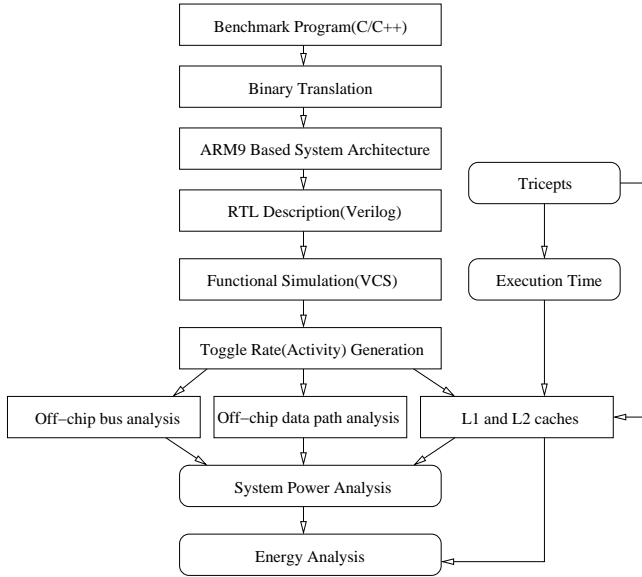 Benchmark Program(C/C++)
Binary Translation
ARM9 Based System Architecture
Tricepts
RTL Description(Verilog)
Functional Simulation(VCS)
Execution Time
Toggle Rate(Activity) Generation
Off−chip bus analysis
Off−chip data path analysis
L1 and L2 caches
System Power Analysis
Energy Analysis